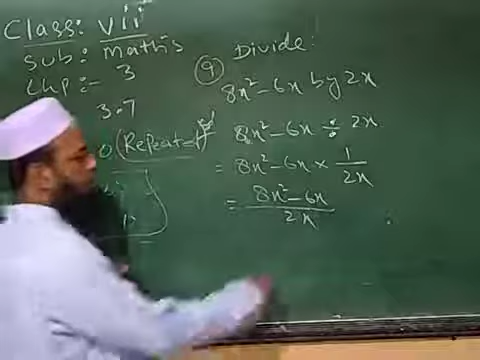 Class: vii
Sub: Maths
Chp:- 3
3.7
(Repeated)
9 Divide:
8x² - 6x by 2x
8x² - 6x ÷ 2x
= 8x² - 6x × 1/2x
= 8x² - 6x / 2x